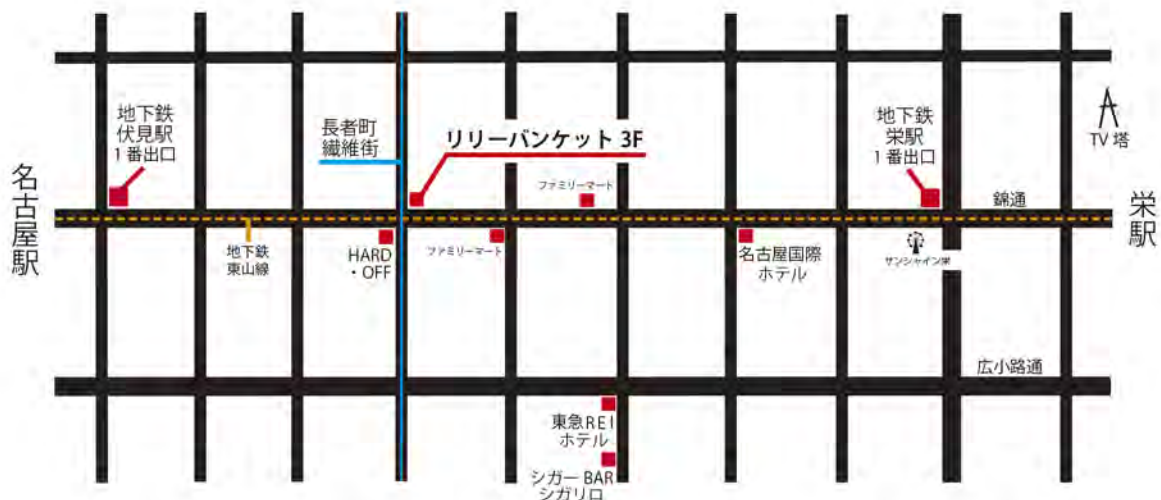 地下鉄
伏見駅
1番出口
長者町
繊維街
リリーバンケット 3F
ファミリーマート
地下鉄
栄駅
1番出口
TV塔
名古屋駅
錦通
栄駅
地下鉄
東山線
HARD
・OFF
ファミリーマート
名古屋国際
ホテル
サンシャイン栄
広小路通
東急REI
ホテル
シガーBAR
シガリロ